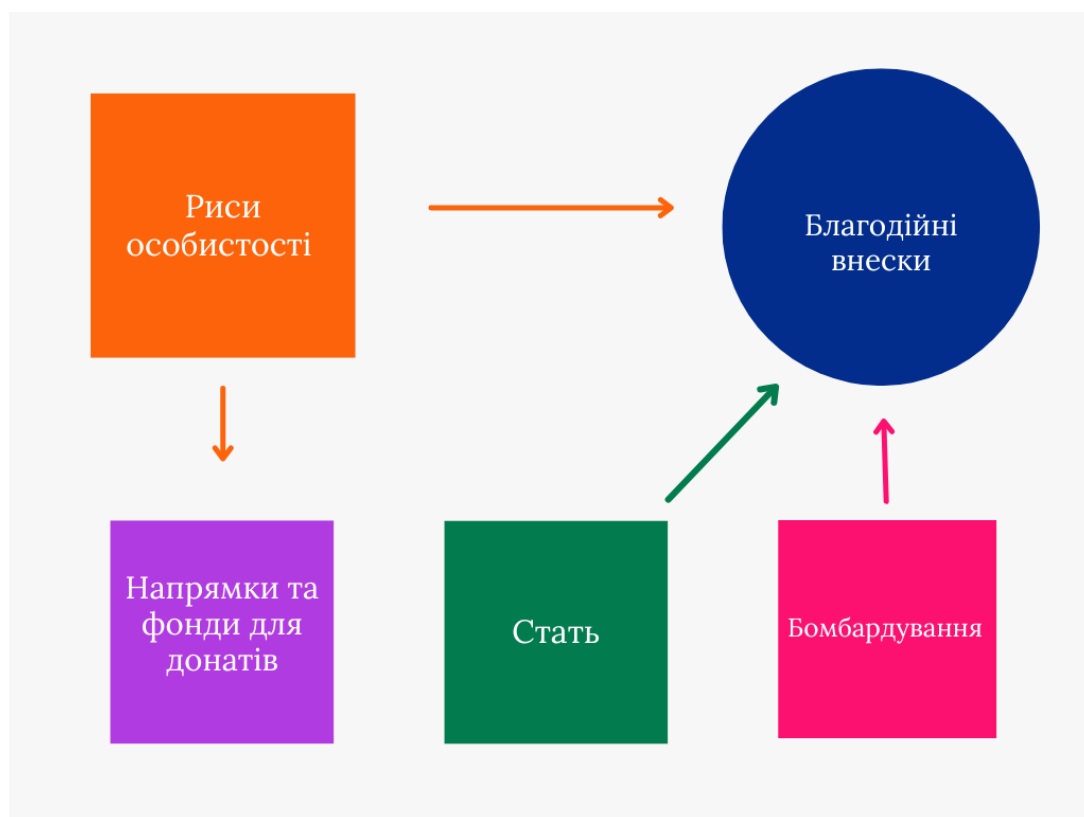 Риси
особистості
Благодійні
внески
Напрямки та
фонди для
донатів
Стать
Бомбардування